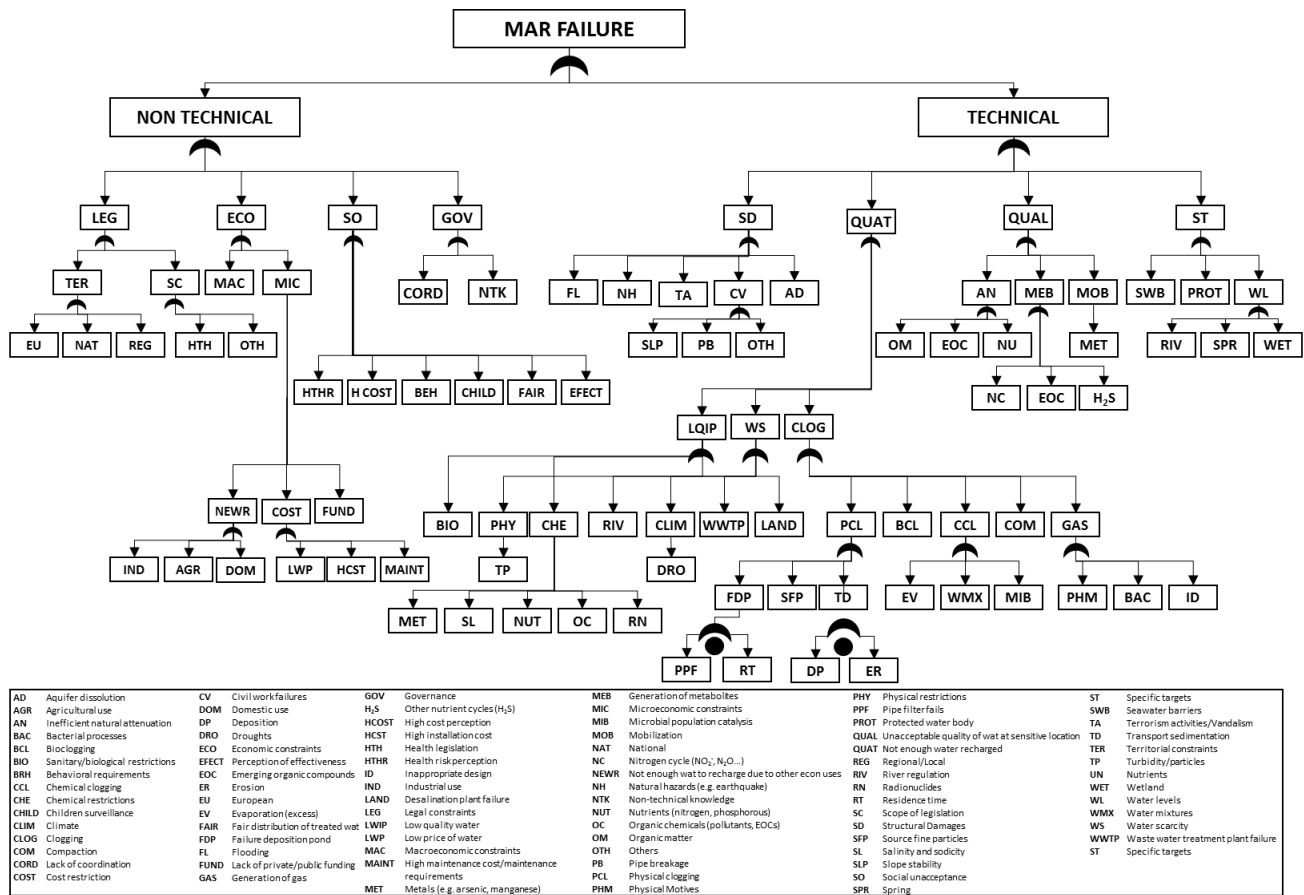 MAR FAILURE
NON TECHNICAL TECHNICAL
LEG ECO SO GOV SD QUAT QUAL ST
TER SC MAC MIC CORD NTK FL NH TA CV AD AN MEB MOB SWB PROT WL
EU NAT REG HTH OTH SLP PB OTH OM EOC NU MET RIV SPR WET
HTHR H COST BEH CHILD FAIR EFECT NC EOC H₂S
LQIP WS CLOG
NEWR COST FUND BIO PHY CHE RIV CLIM WWTP LAND PCL BCL CCL COM GAS
IND AGR DOM LWP HCST MAINT TP DRO
FDP SFP TD EV WMX MIB PHM BAC ID
MET SL NUT OC RN
PPF RT DP ER
AD Aquifer dissolution
AGR Agricultural use
AN Inefficient natural attenuation
BAC Bacterial processes
BCL Bioclogging
BIO Sanitary/biological restrictions
BRH Behavioral requirements
CCL Chemical clogging
CHE Chemical restrictions
CHILD Children surveillance
CLIM Climate
CLOG Clogging
COM Compaction
CORD Lack of coordination
COST Cost restriction
CV Civil work failures
DOM Domestic use
DP Deposition
DRO Droughts
ECO Economic constraints
EFECT Perception of effectiveness
EOC Emerging organic compounds
ER Erosion
EU European
EV Evaporation (excess)
FAIR Fair distribution of treated wat
FDP Failure deposition pond
FL Flooding
FUND Lack of private/public funding
GAS Generation of gas
GOV Governance
H₂S Other nutrient cycles (H₂S)
HCOST High cost perception
HCST High installation cost
HTH Health legislation
HTHR Health risk perception
ID Inappropriate design
IND Industrial use
LAND Desalination plant failure
LEG Legal constraints
LWIP Low quality water
LWP Low price of water
MAC Macroeconomic constraints
MAINT High maintenance cost/maintenance
requirements
MET Metals (e.g. arsenic, manganese)
MEB Generation of metabolites
MIC Microeconomic constraints
MIB Microbial population catalysis
MOB Mobilization
NAT National
NC Nitrogen cycle (NO₂⁻, N₂O...)
NEWR Not enough wat to recharge due to other econ uses
NH Natural hazards (e.g. earthquake)
NTK Non-technical knowledge
NUT Nutrients (nitrogen, phosphorous)
OC Organic chemicals (pollutants, EOCs)
OM Organic matter
OTH Others
PB Pipe breakage
PCL Physical clogging
PHM Physical Motives
PHY Physical restrictions
PPF Pipe filter fails
PROT Protected water body
QUAL Unacceptable quality of wat at sensitive location
QUAT Not enough water recharged
REG Regional/Local
RIV River regulation
RN Radionuclides
RT Residence time
SC Scope of legislation
SD Structural Damages
SFP Source fine particles
SL Salinity and sodicity
SLP Slope stability
SO Social unacceptance
SPR Spring
ST Specific targets
SWB Seawater barriers
TA Terrorism activities/Vandalism
TD Transport sedimentation
TER Territorial constraints
TP Turbidity/particles
UN Nutrients
WET Wetland
WL Water levels
WMX Water mixtures
WS Water scarcity
WWTP Waste water treatment plant failure
ST Specific targets